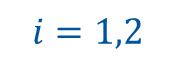 i = 1,2